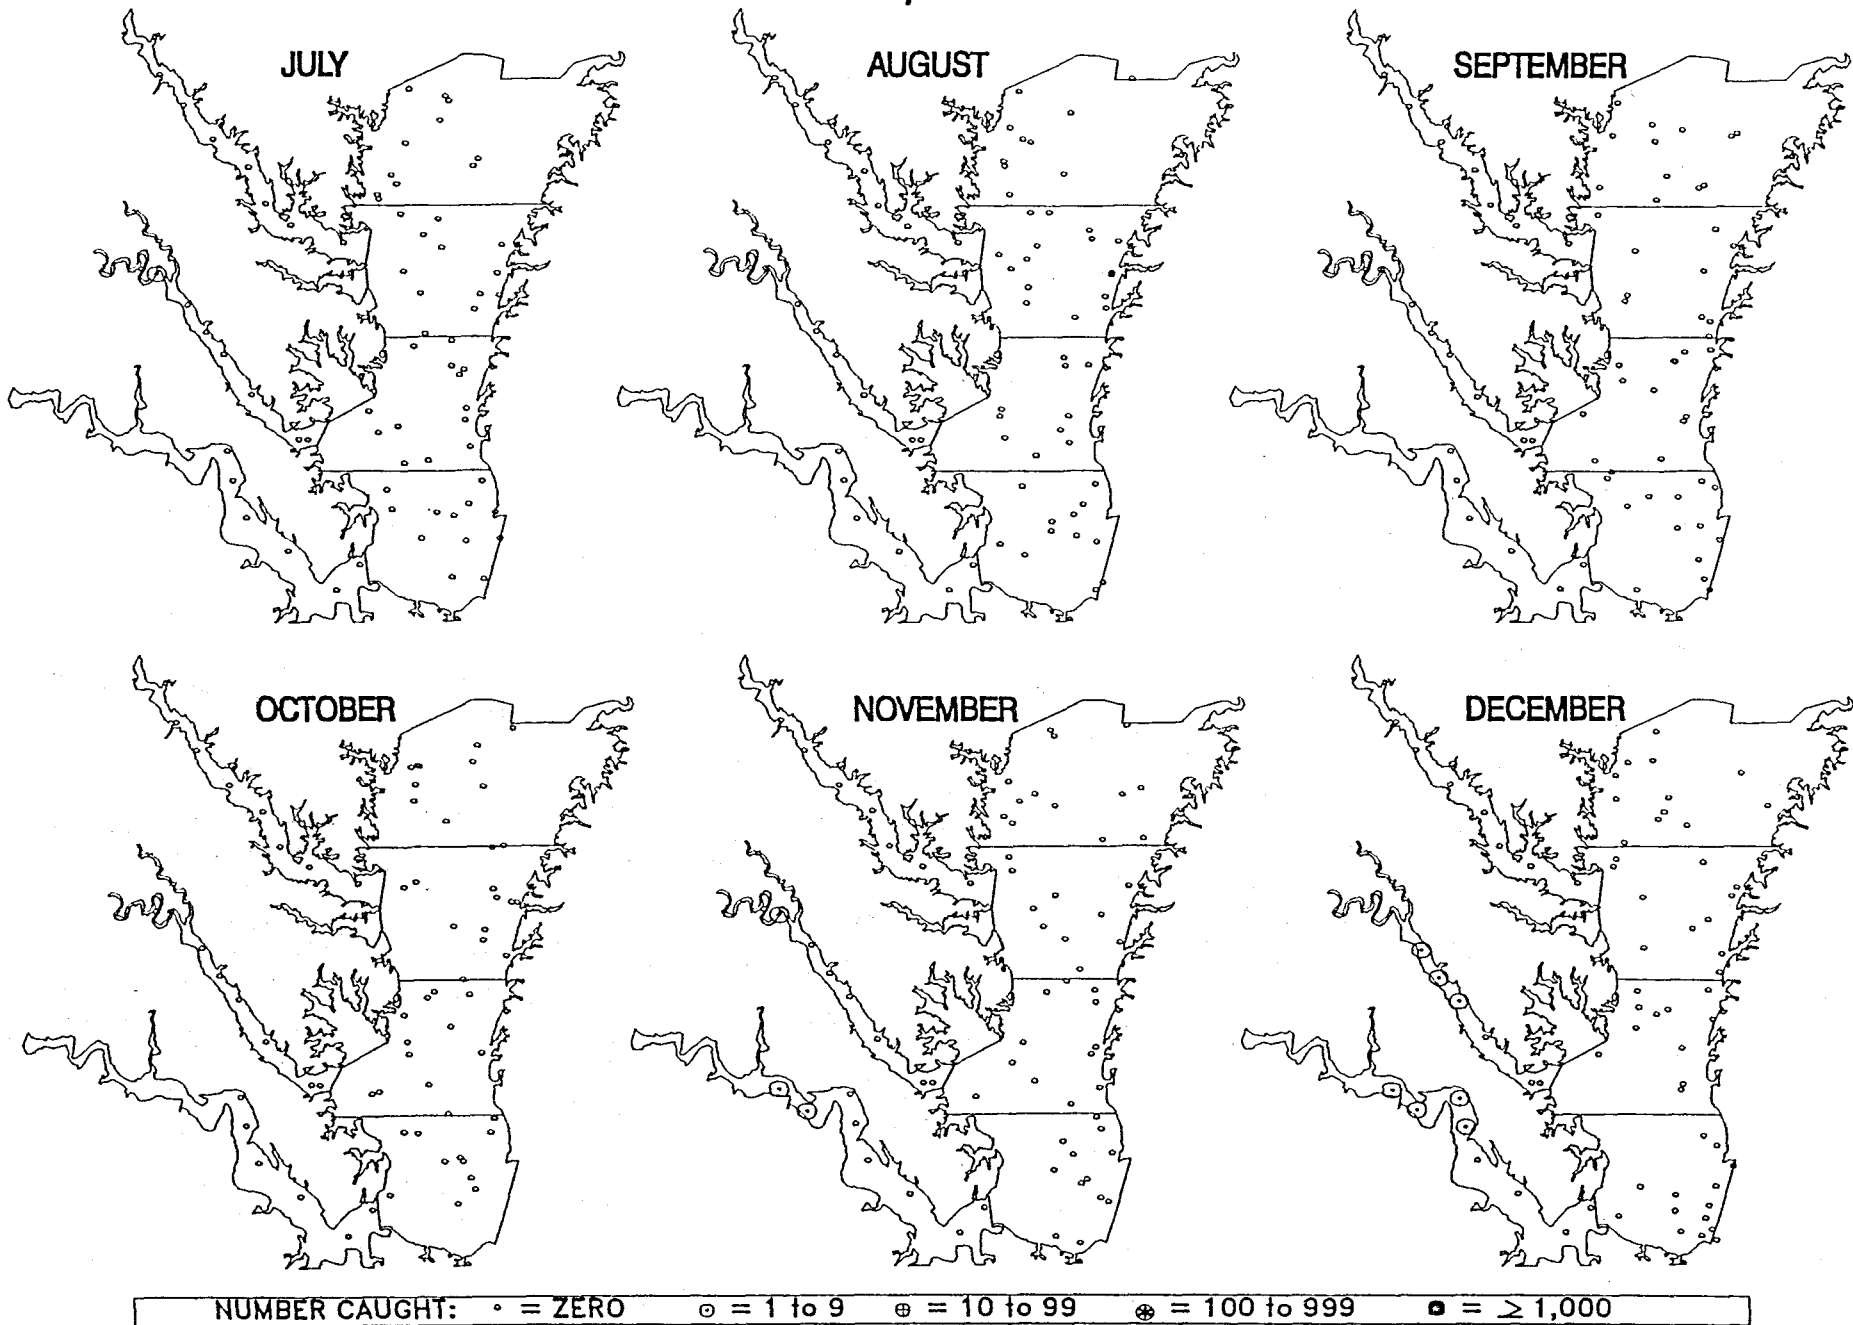 JULY
AUGUST
SEPTEMBER
OCTOBER
NOVEMBER
DECEMBER
NUMBER CAUGHT: ∘ = ZERO ⊙ = 1 to 9 ⊕ = 10 to 99 ⊛ = 100 to 999 = ≥ 1,000